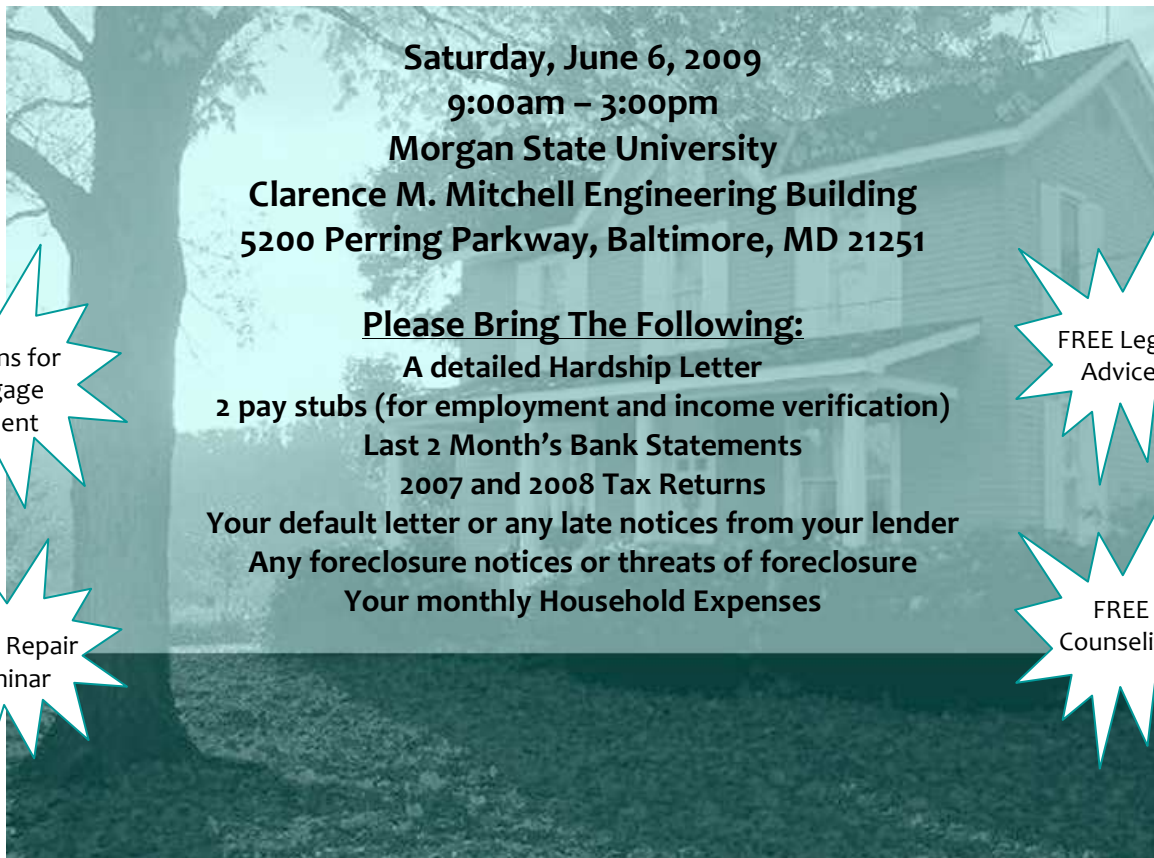 Saturday, June 6, 2009
9:00am – 3:00pm
Morgan State University
Clarence M. Mitchell Engineering Building
5200 Perring Parkway, Baltimore, MD 21251
Please Bring The Following:
A detailed Hardship Letter
2 pay stubs (for employment and income verification)
Last 2 Month's Bank Statements
2007 and 2008 Tax Returns
Your default letter or any late notices from your lender
Any foreclosure notices or threats of foreclosure
Your monthly Household Expenses
for
FREE
Advice
Repair
FREE